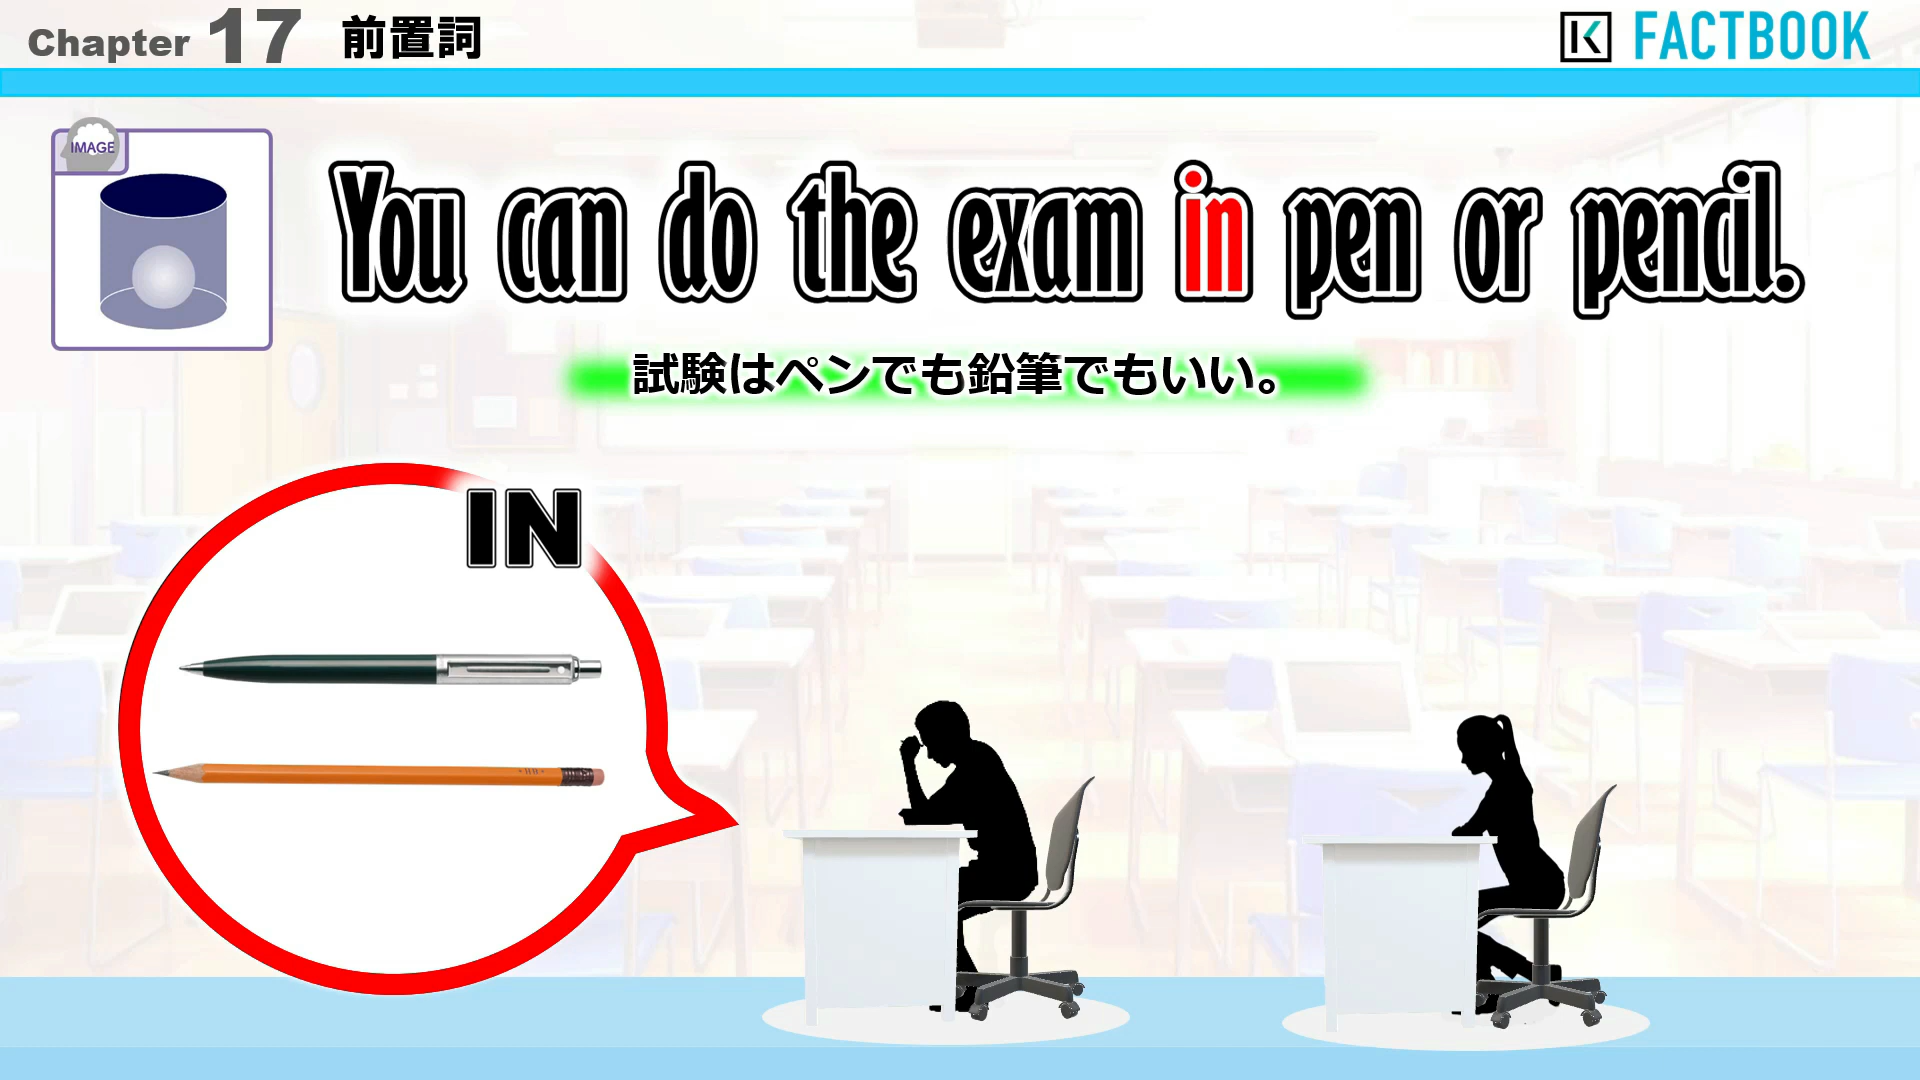 Chapter 17 前置詞
K FACTBOOK
IMAGE
You can do the exam in pen or pencil.
試験はペンでも鉛筆でもいい。
IN